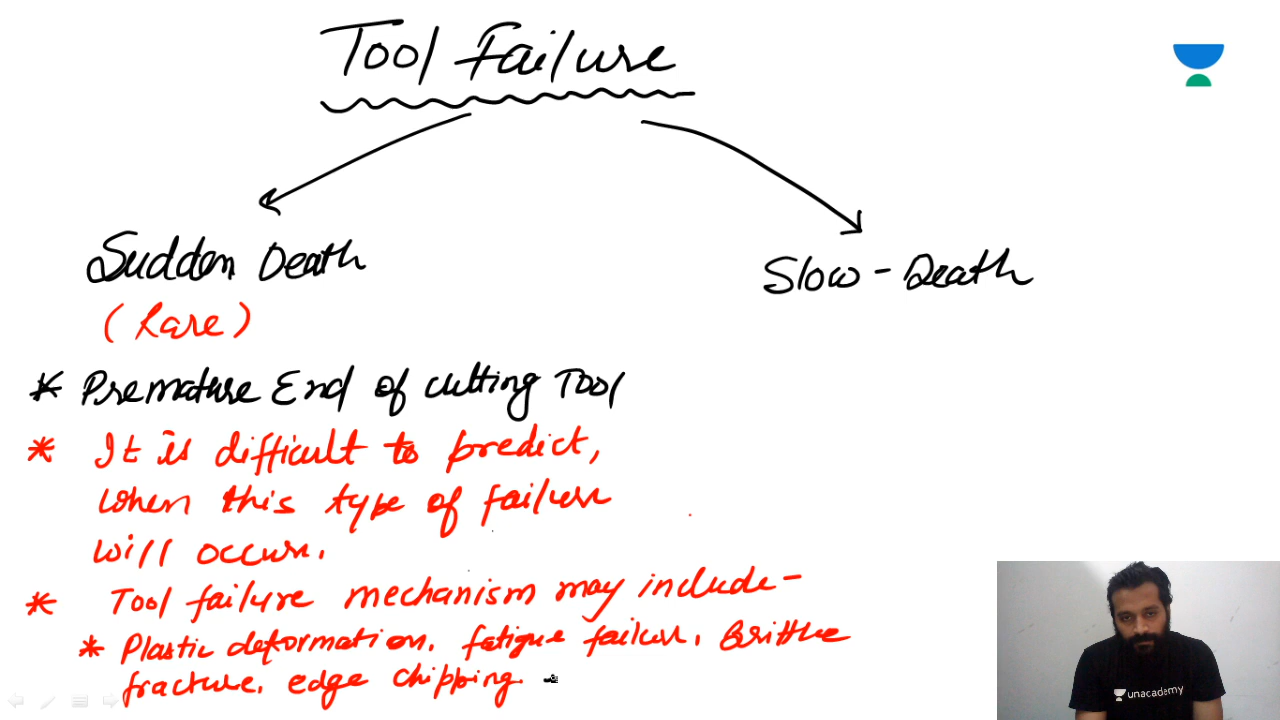 Tool Failure
Sudden Death
Slow-Death
(Rare)
* Premature End of cutting Tool
* It is difficult to predict,
when this type of failure
will occur.
* Tool failure mechanism may include-
* Plastic deformation, fatigue failure, Brittle
fracture, edge chipping
unacademy